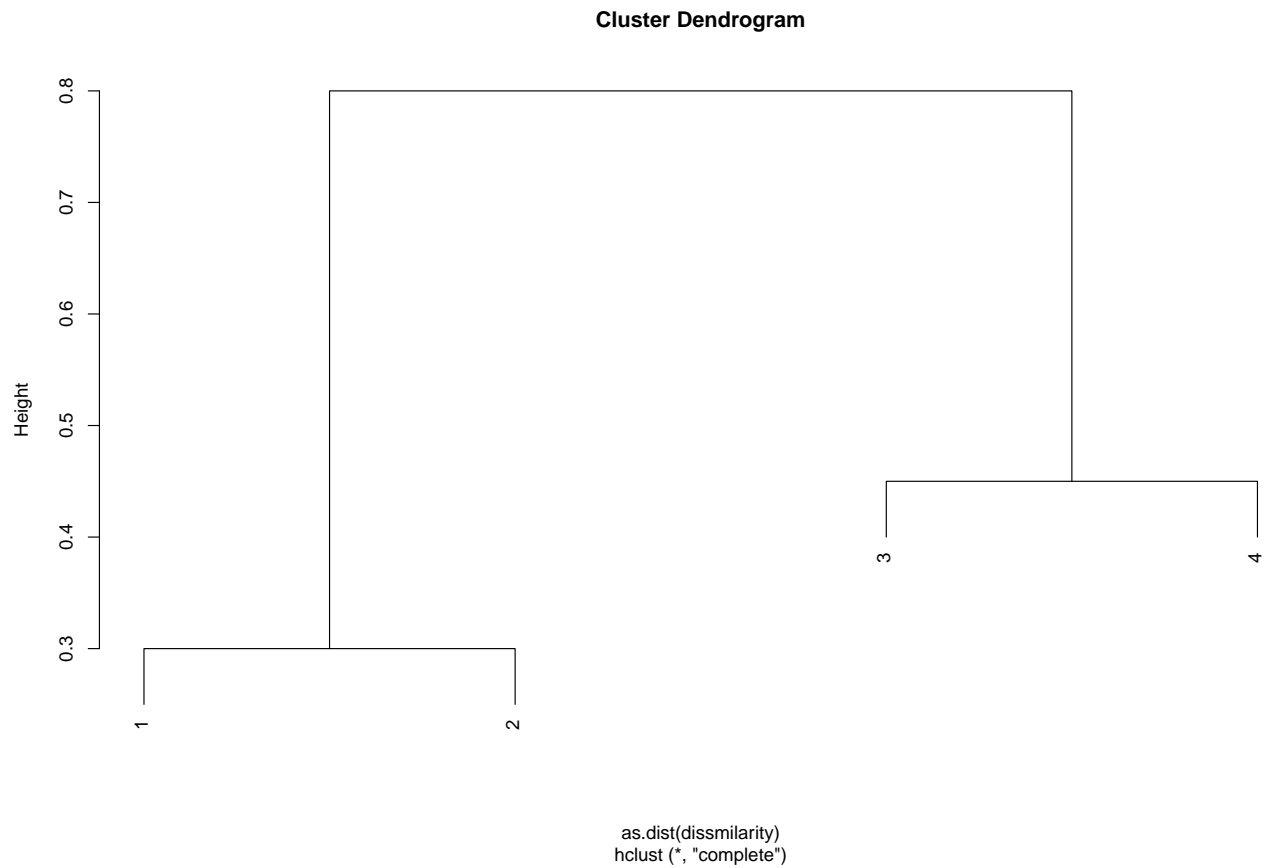 Cluster Dendrogram
Height
0.8
0.7
0.6
0.5
0.4
0.3
1
2
3
4
as.dist(dissmilarity)
hclust (*, "complete")